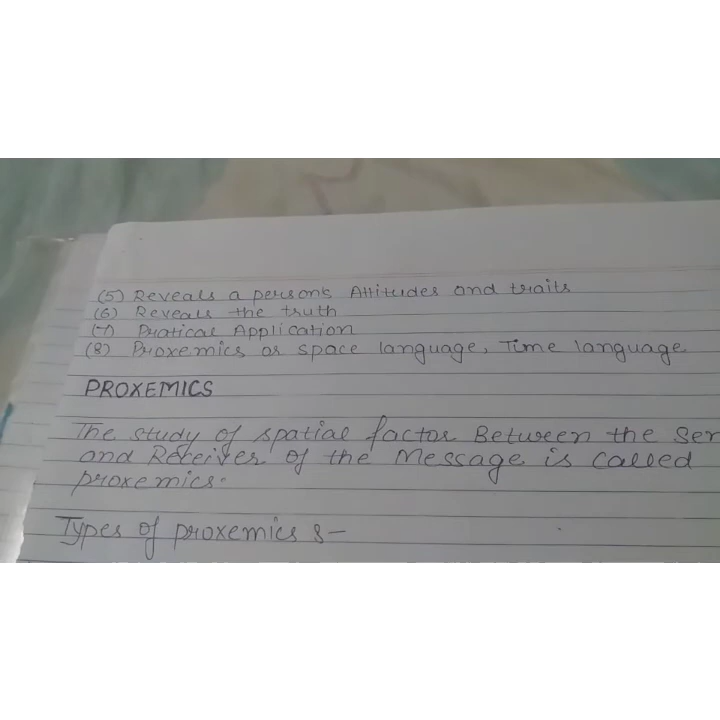 (5) Reveals a person's Attitudes and traits
(6) Reveals the truth
(7) Pratical Application
(8) Proxemics or space language, Time language
PROXEMICS
The study of spatial factor Between the Ser
and Receiver of the Message is called
proxemics.
Types of proxemics :-